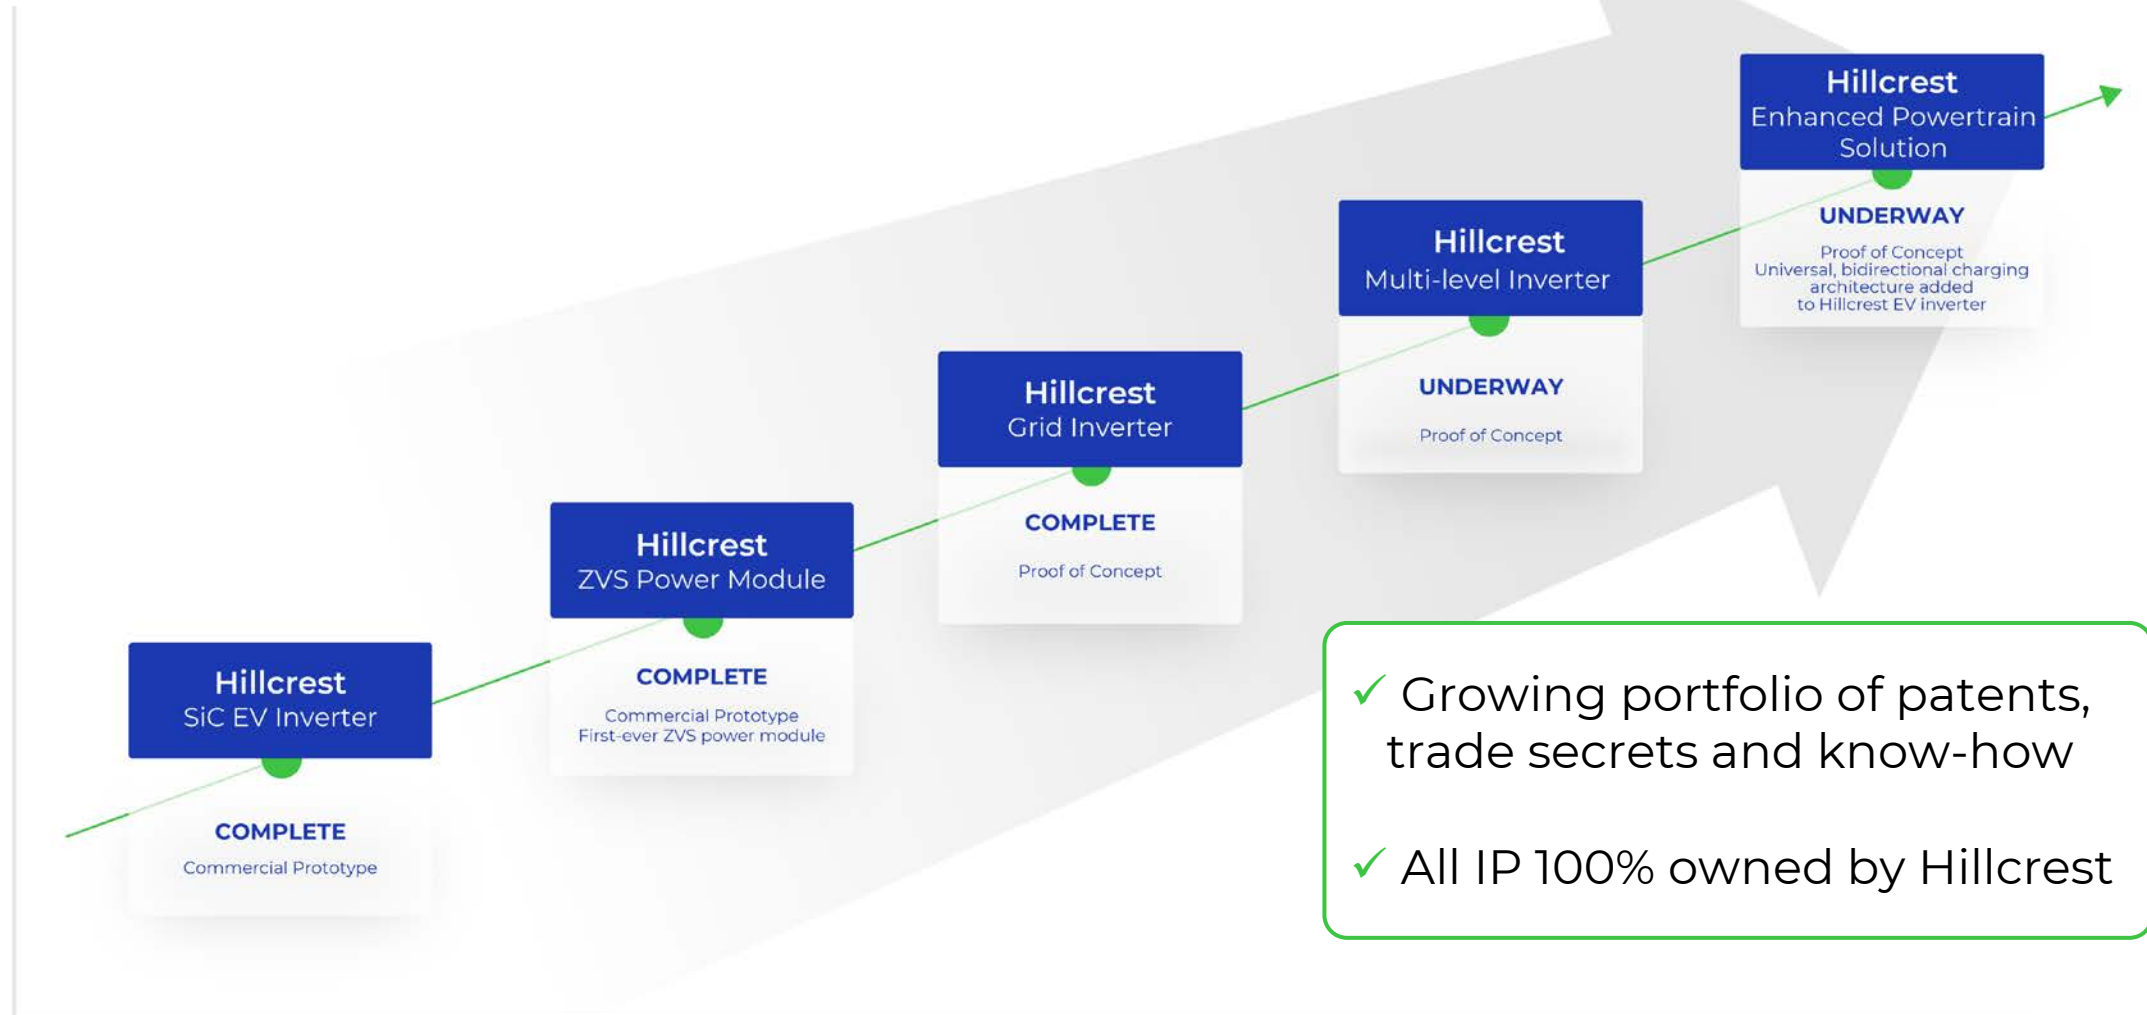 Hillcrest
SiC EV Inverter
COMPLETE
Commercial Prototype
Hillcrest
ZVS Power Module
COMPLETE
Commercial Prototype
First-ever ZVS power module
Hillcrest
Grid Inverter
COMPLETE
Proof of Concept
Hillcrest
Multi-level Inverter
UNDERWAY
Proof of Concept
Hillcrest
Enhanced Powertrain
Solution
UNDERWAY
Proof of Concept
Universal, bidirectional charging
architecture added
to Hillcrest EV inverter
✓ Growing portfolio of patents,
trade secrets and know-how
✓ All IP 100% owned by Hillcrest